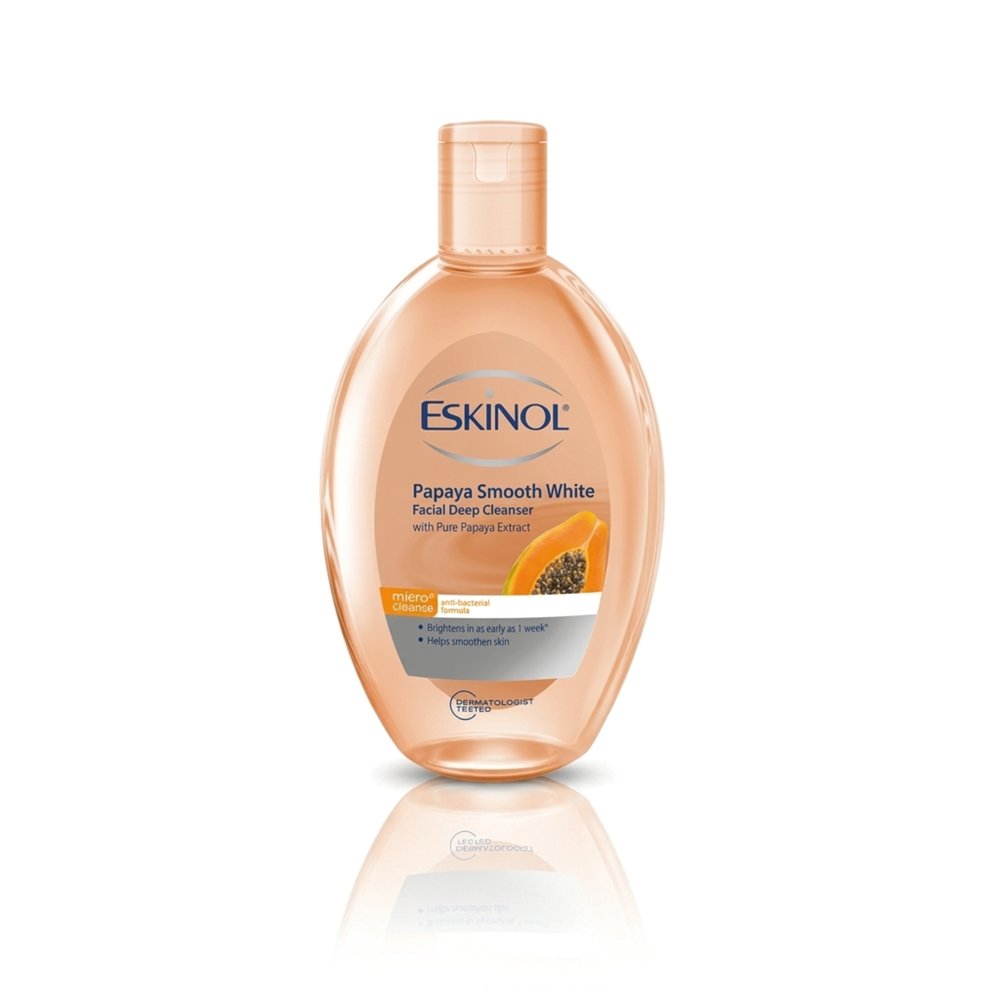 ESKINOL®
Papaya Smooth White
Facial Deep Cleanser
with Pure Papaya Extract
miero°
cleanse
anti-bacterial
formula
• Brightens in as early as 1 week°
• Helps smoothen skin
DERMATOLOGIST
TEETEO